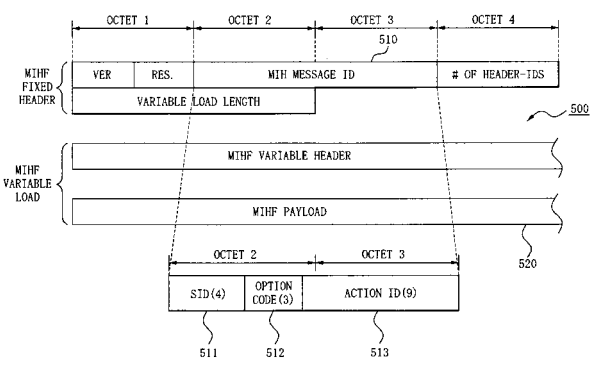 OCTET 1 OCTET 2 OCTET 3 OCTET 4
510
MIHF
FIXED
HEADER
VER RES. MIH MESSAGE ID # OF HEADER-IDS
VARIABLE LOAD LENGTH
500
MIHF
VARIABLE
LOAD
MIHF VARIABLE HEADER
MIHF PAYLOAD
520
OCTET 2 OCTET 3
SID(4) OPTION
CODE(3) ACTION ID(9)
511 512 513